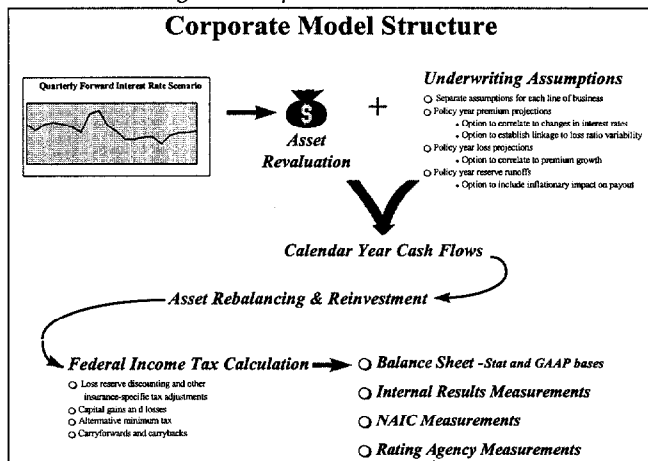 Corporate Model Structure
Quarterly Forward Interest Rate Scenario
$
Asset
Revaluation
+
Underwriting Assumptions
Separate assumptions for each line of business
Policy year premium projections
• Option to correlate to changes in interest rates
• Option to establish linkage to loss ratio variability
Policy year loss projections
• Option to correlate to premium growth
Policy year reserve runoffs
• Option to include inflationary impact on payout
Calendar Year Cash Flows
Asset Rebalancing & Reinvestment
Federal Income Tax Calculation
Loss reserve discounting and other
insurance-specific tax adjustments
Capital gains and losses
Alternative minimum tax
Carryforwards and carrybacks
Balance Sheet -Stat and GAAP bases
Internal Results Measurements
NAIC Measurements
Rating Agency Measurements